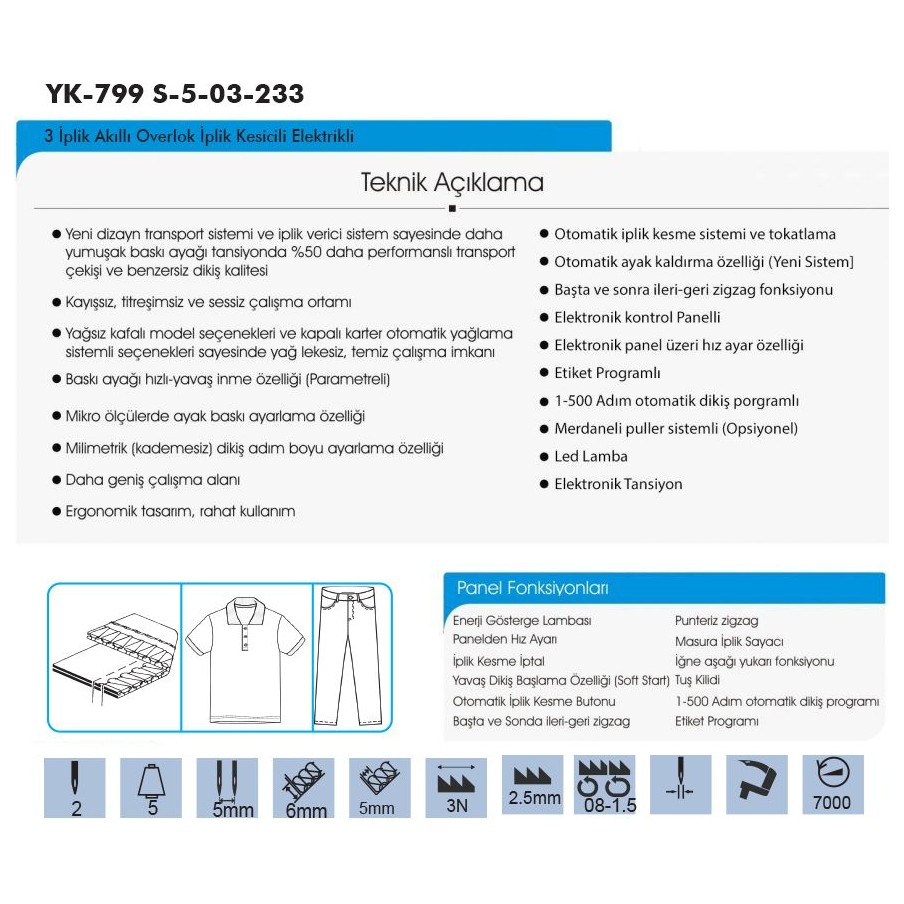 YK-799 S-5-03-233
3 İplik Akıllı Overlok İplik Kesicili Elektrikli
Teknik Açıklama
● Yeni dizayn transport sistemi ve iplik verici sistem sayesinde daha
yumuşak baskı ayağı tansiyonda %50 daha performanslı transport
çekişi ve benzersiz dikiş kalitesi
● Kayışsız, titreşimsiz ve sessiz çalışma ortamı
● Yağsız kafalı model seçenekleri ve kapalı karter otomatik yağlama
sistemli seçenekleri sayesinde yağ lekesiz, temiz çalışma imkanı
● Baskı ayağı hızlı-yavaş inme özelliği (Parametreli)
● Mikro ölçülerde ayak baskı ayarlama özelliği
● Milimetrik (kademesiz) dikiş adım boyu ayarlama özelliği
● Daha geniş çalışma alanı
● Ergonomik tasarım, rahat kullanım
● Otomatik iplik kesme sistemi ve tokatlama
● Otomatik ayak kaldırma özelliği (Yeni Sistem]
● Başta ve sonra ileri-geri zigzag fonksiyonu
● Elektronik kontrol Panelli
● Elektronik panel üzeri hız ayar özelliği
● Etiket Programlı
● 1-500 Adım otomatik dikiş porgramlı
● Merdaneli puller sistemli (Opsiyonel)
● Led Lamba
● Elektronik Tansiyon
Panel Fonksiyonları
Enerji Gösterge Lambası
Panelden Hız Ayarı
İplik Kesme İptal
Yavaş Dikiş Başlama Özelliği (Soft Start)
Otomatik İplik Kesme Butonu
Başta ve Sonda ileri-geri zigzag
Punteriz zigzag
Masura İplik Sayacı
İğne aşağı yukarı fonksiyonu
Tuş Kilidi
1-500 Adım otomatik dikiş programı
Etiket Programı
2
5
5mm
6mm
5mm
3N
2.5mm
08-1.5
7000